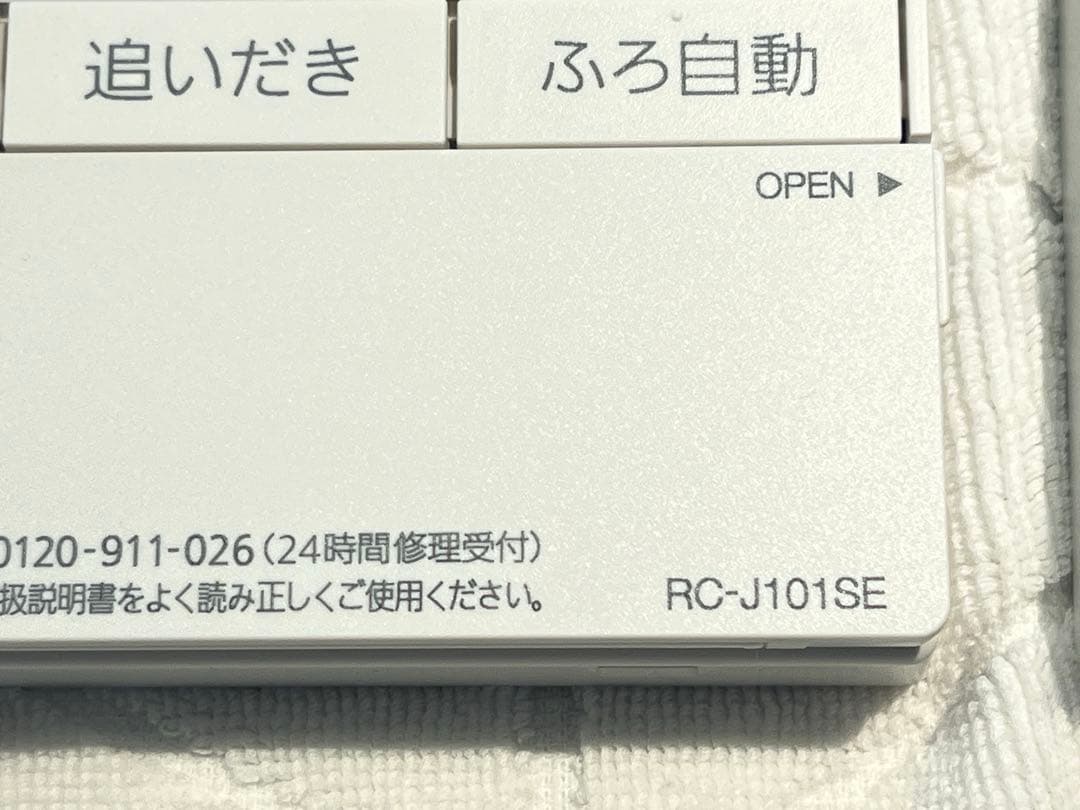 追いだき
ふろ自動
OPEN ▶
0120-911-026(24時間修理受付)
扱説明書をよく読み正しくご使用ください。
RC-J101SE